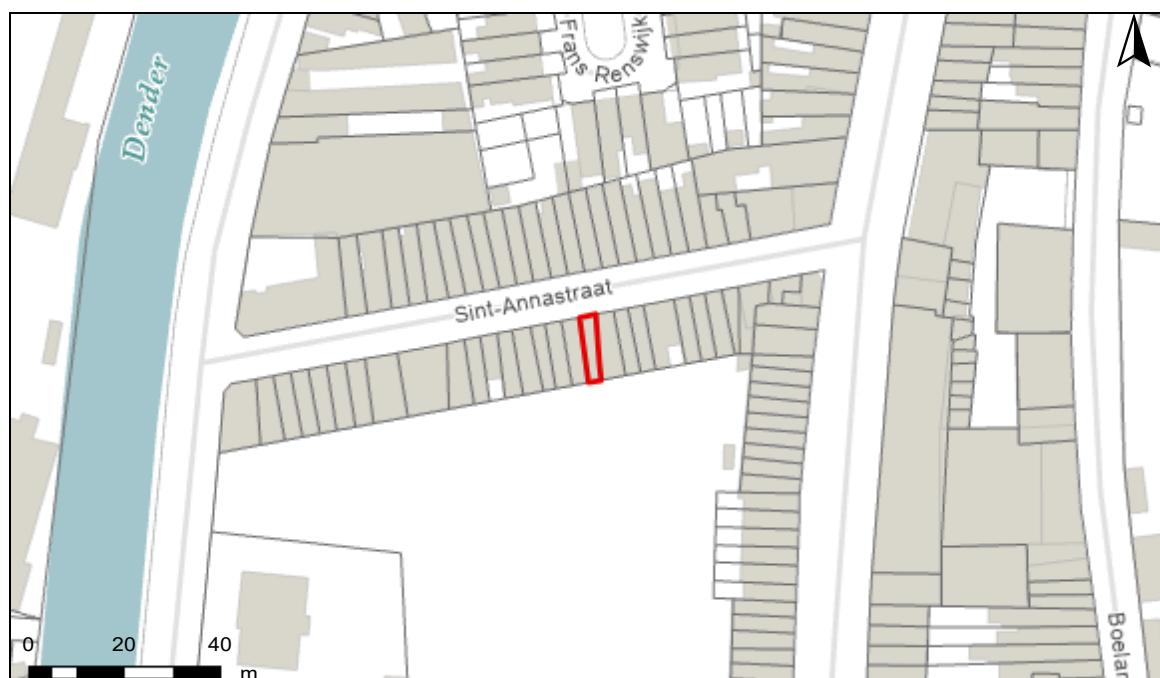 Frans Renswijk
Dender
Sint-Annastraat
Boelar
0 20 40
m